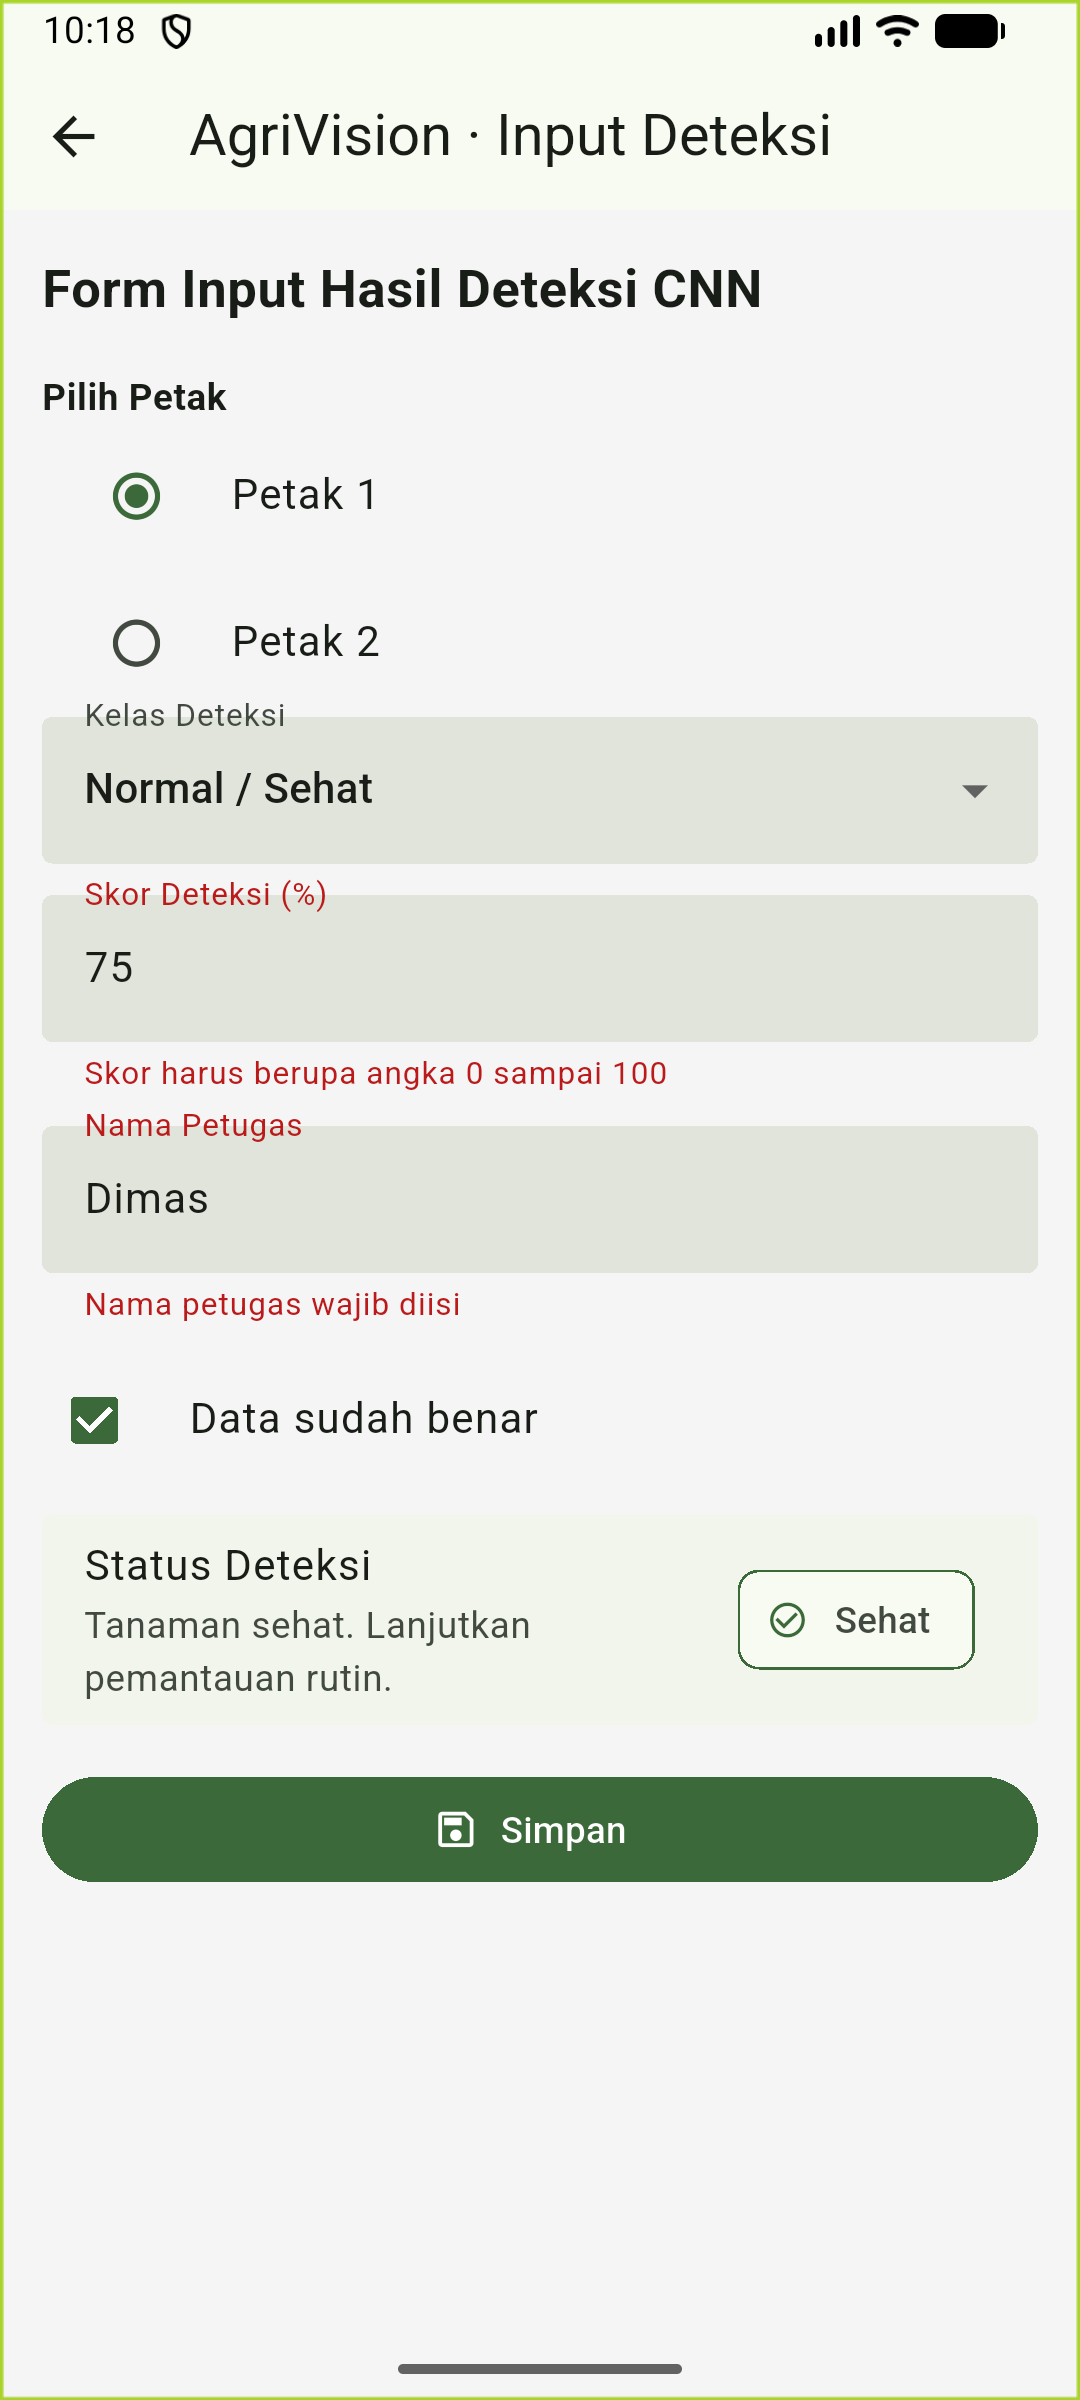 10:18
AgriVision · Input Deteksi
Form Input Hasil Deteksi CNN
Pilih Petak
Petak 1
Petak 2
Kelas Deteksi
Normal / Sehat
Skor Deteksi (%)
75
Skor harus berupa angka 0 sampai 100
Nama Petugas
Dimas
Nama petugas wajib diisi
Data sudah benar
Status Deteksi
Tanaman sehat. Lanjutkan
pemantauan rutin.
Sehat
Simpan